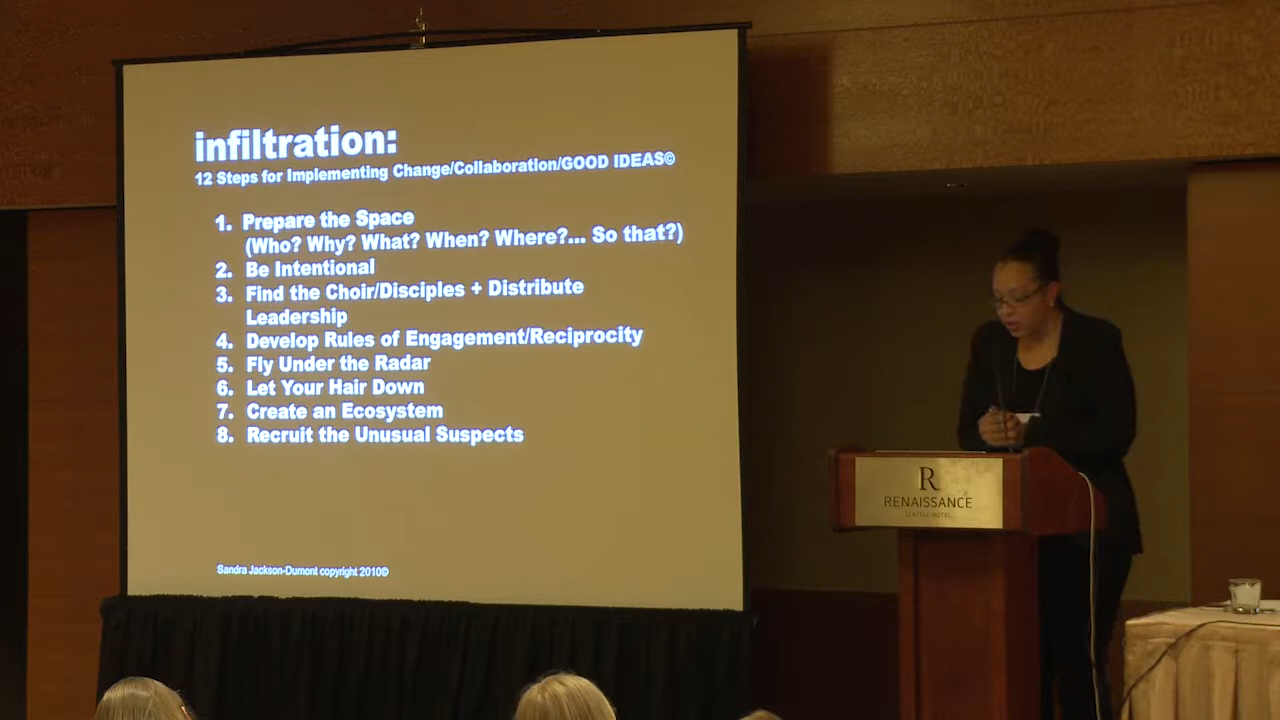 infiltration:
12 Steps for Implementing Change/Collaboration/GOOD IDEAS©
1. Prepare the Space
(Who? Why? What? When? Where?... So that?)
2. Be Intentional
3. Find the Choir/Disciples + Distribute
Leadership
4. Develop Rules of Engagement/Reciprocity
5. Fly Under the Radar
6. Let Your Hair Down
7. Create an Ecosystem
8. Recruit the Unusual Suspects
Sandra Jackson-Dumont copyright 2010©
R
RENAISSANCE
SEATTLE HOTEL